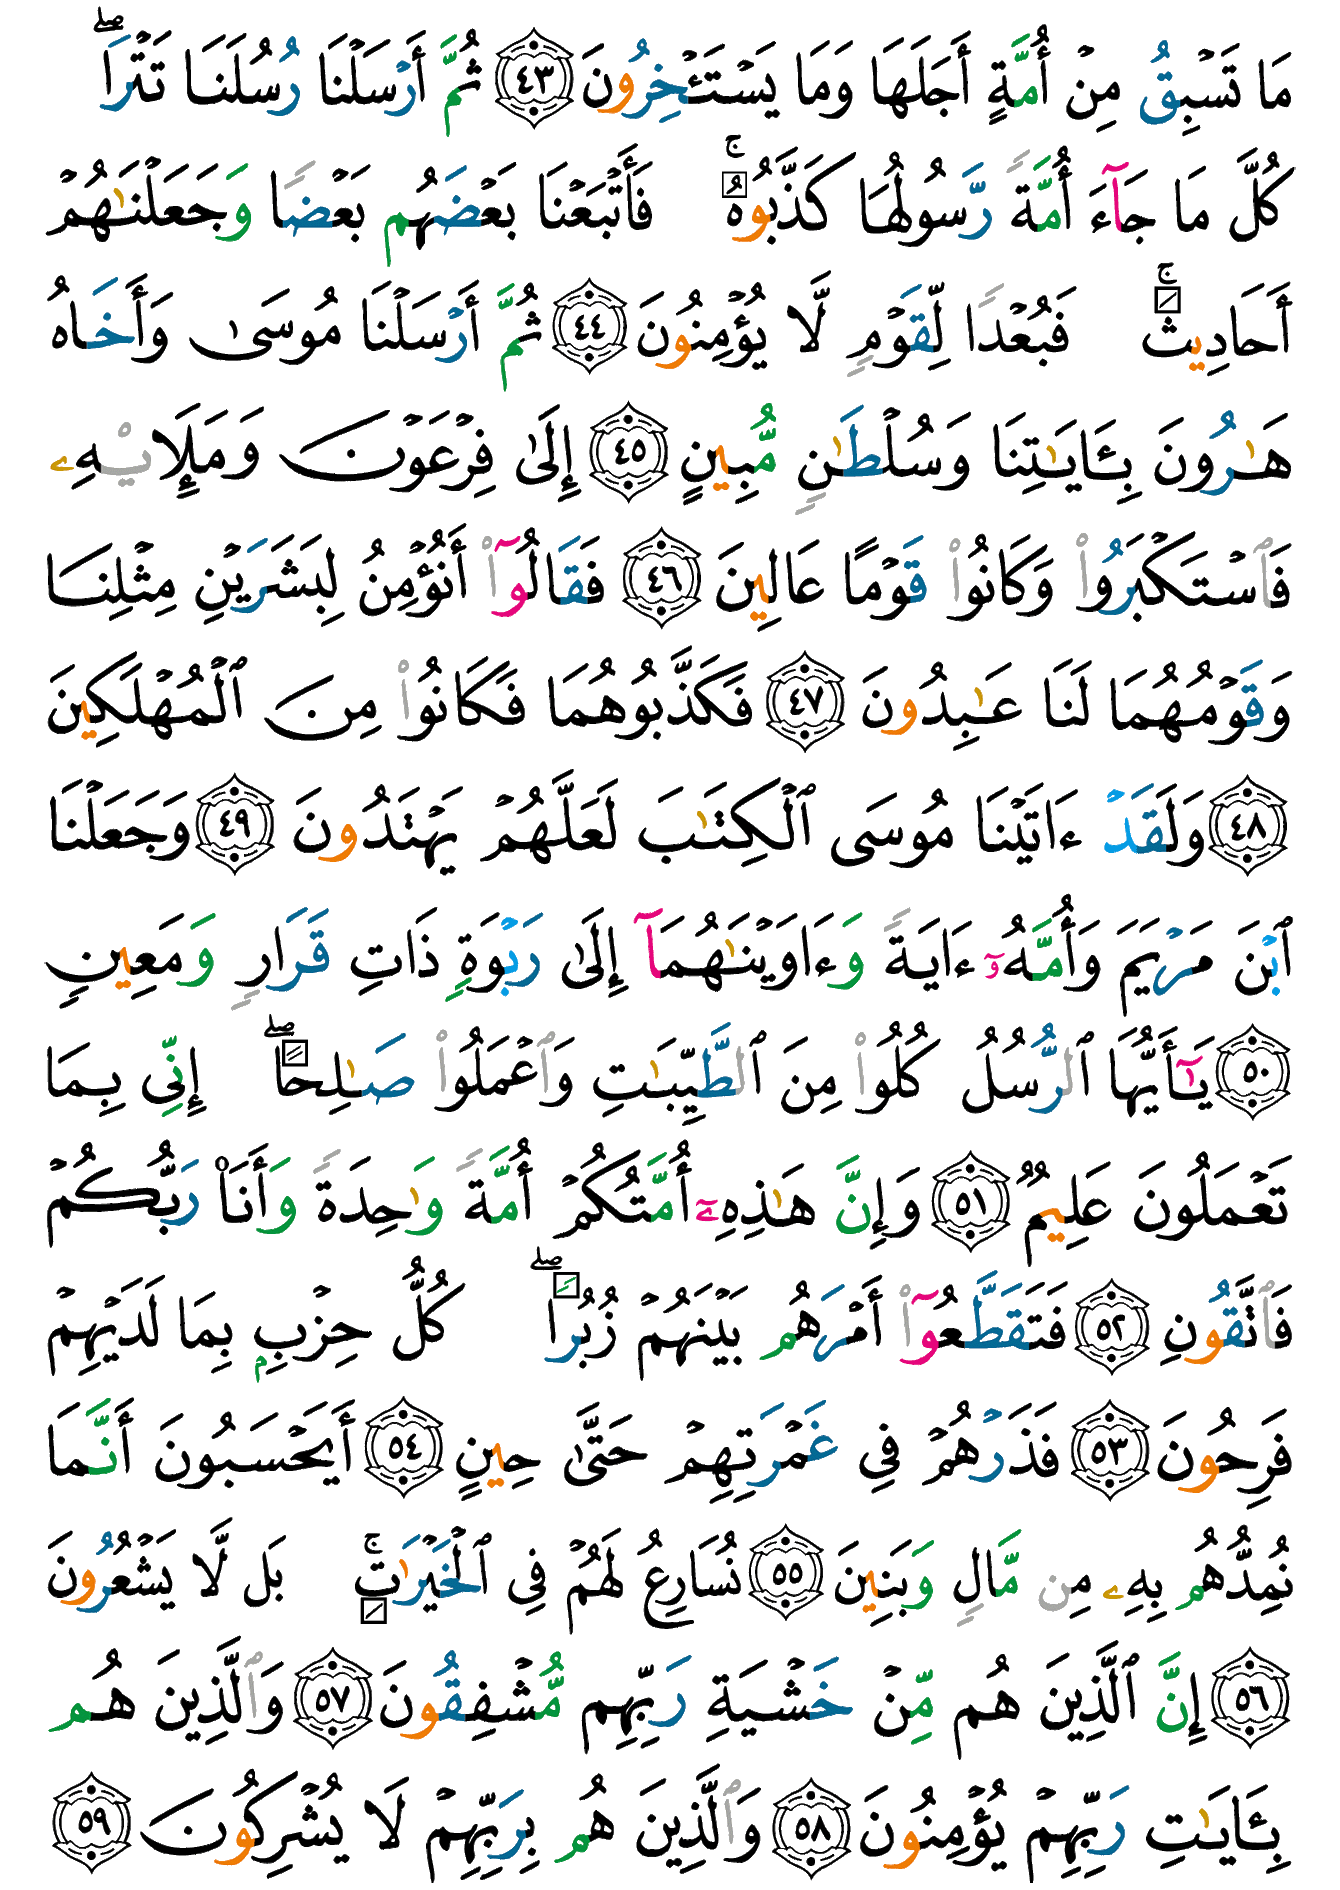 مَا تَسۡبِقُ مِنۡ أُمَّةٍ أَجَلَهَا وَمَا يَسۡتَـٔۡخِرُونَ ٤٣ ثُمَّ أَرۡسَلۡنَا رُسُلَنَا تَتۡرَاۖ
كُلَّ مَا جَآءَ أُمَّةٗ رَّسُولُهَا كَذَّبُوهُۚ فَأَتۡبَعۡنَا بَعۡضَهُم بَعۡضٗا وَجَعَلۡنَٰهُمۡ
أَحَادِيثَۚ فَبُعۡدٗا لِّقَوۡمٖ لَّا يُؤۡمِنُونَ ٤٤ ثُمَّ أَرۡسَلۡنَا مُوسَىٰ وَأَخَاهُ
هَٰرُونَ بِـَٔايَٰتِنَا وَسُلۡطَٰنٖ مُّبِينٍ ٤٥ إِلَىٰ فِرۡعَوۡنَ وَمَلَإِيْهِۦ
فَٱسۡتَكۡبَرُواْ وَكَانُواْ قَوۡمًا عَالِينَ ٤٦ فَقَالُوٓاْ أَنُؤۡمِنُ لِبَشَرَيۡنِ مِثۡلِنَا
وَقَوۡمُهُمَا لَنَا عَٰبِدُونَ ٤٧ فَكَذَّبُوهُمَا فَكَانُواْ مِنَ ٱلۡمُهۡلَكِينَ
٤٨ وَلَقَدۡ ءَاتَيۡنَا مُوسَى ٱلۡكِتَٰبَ لَعَلَّهُمۡ يَهۡتَدُونَ ٤٩ وَجَعَلۡنَا
ٱبۡنَ مَرۡيَمَ وَأُمَّهُۥٓ ءَايَةٗ وَءَاوَيۡنَٰهُمَآ إِلَىٰ رَبۡوَةٖ ذَاتِ قَرَارٖ وَمَعِينٖ
٥٠ يَٰٓأَيُّهَا ٱلرُّسُلُ كُلُواْ مِنَ ٱلطَّيِّبَٰتِ وَٱعۡمَلُواْ صَٰلِحًاۖ إِنِّي بِمَا
تَعۡمَلُونَ عَلِيمٞ ٥١ وَإِنَّ هَٰذِهِۦٓ أُمَّتُكُمۡ أُمَّةٗ وَٰحِدَةٗ وَأَنَا۠ رَبُّكُمۡ
فَٱتَّقُونِ ٥٢ فَتَقَطَّعُوٓاْ أَمۡرَهُم بَيۡنَهُمۡ زُبُرٗاۖ كُلُّ حِزۡبِۭ بِمَا لَدَيۡهِمۡ
فَرِحُونَ ٥٣ فَذَرۡهُمۡ فِي غَمۡرَتِهِمۡ حَتَّىٰ حِينٍ ٥٤ أَيَحۡسَبُونَ أَنَّمَا
نُمِدُّهُم بِهِۦ مِن مَّالٖ وَبَنِينَ ٥٥ نُسَارِعُ لَهُمۡ فِي ٱلۡخَيۡرَٰتِۚ بَل لَّا يَشۡعُرُونَ
٥٦ إِنَّ ٱلَّذِينَ هُم مِّنۡ خَشۡيَةِ رَبِّهِم مُّشۡفِقُونَ ٥٧ وَٱلَّذِينَ هُم
بِـَٔايَٰتِ رَبِّهِمۡ يُؤۡمِنُونَ ٥٨ وَٱلَّذِينَ هُم بِرَبِّهِمۡ لَا يُشۡرِكُونَ ٥٩